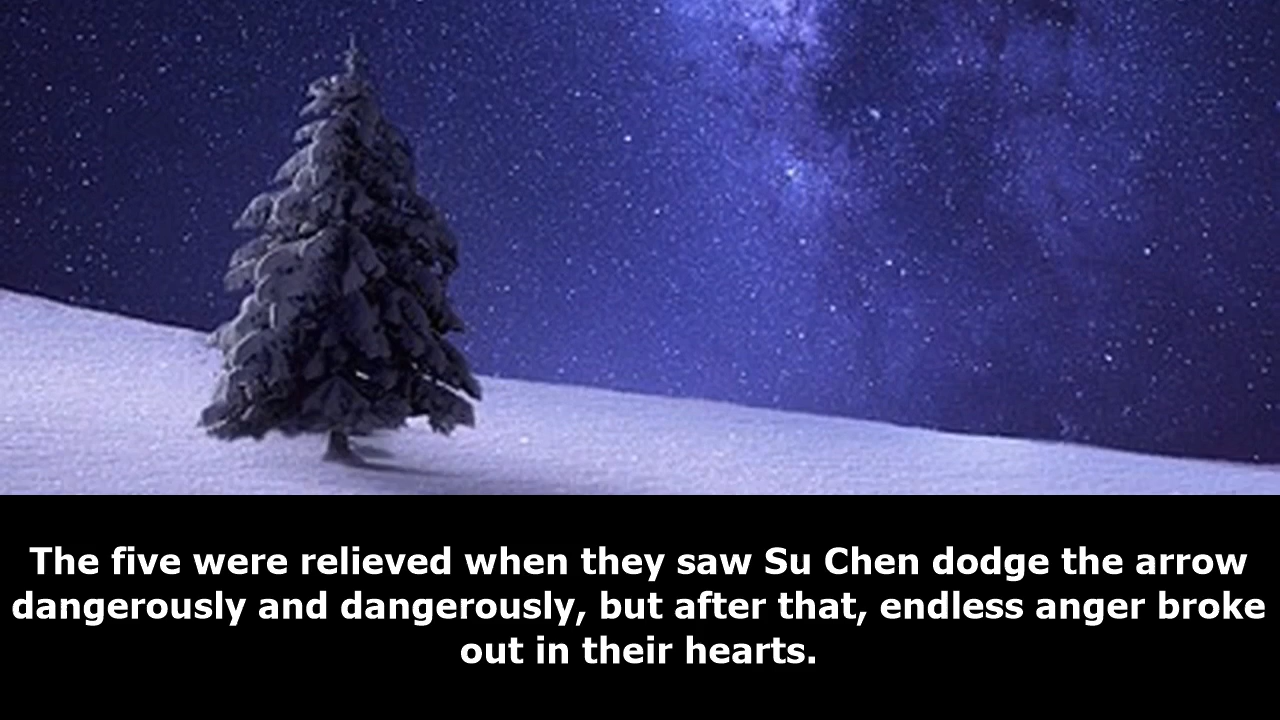 The five were relieved when they saw Su Chen dodge the arrow
dangerously and dangerously, but after that, endless anger broke
out in their hearts.